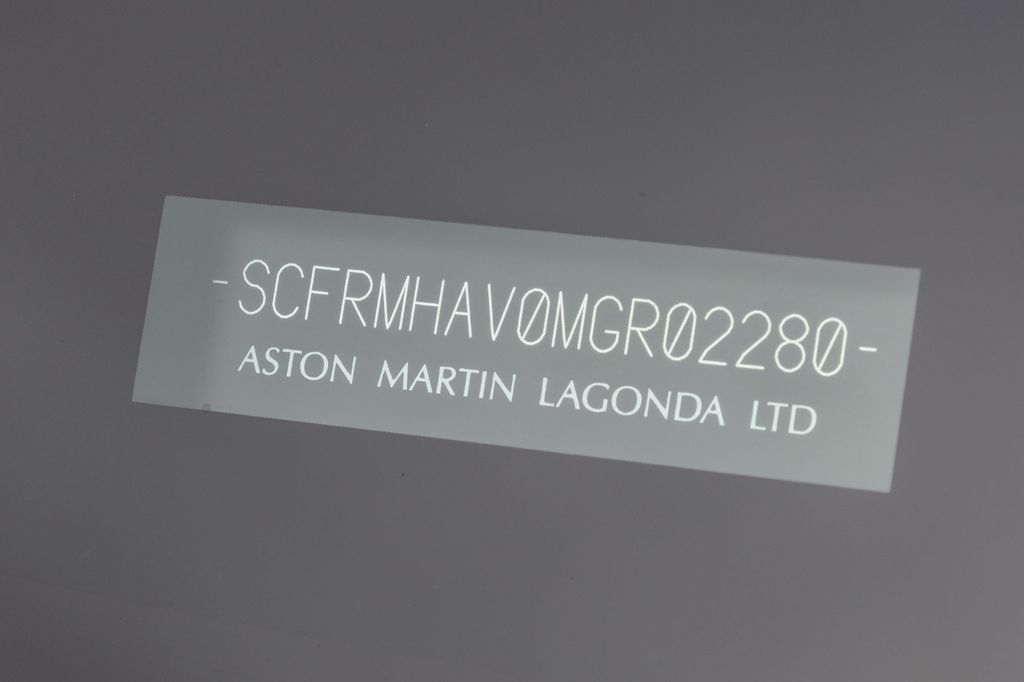 -SCFRMHAV0MGR02280-
ASTON MARTIN LAGONDA LTD